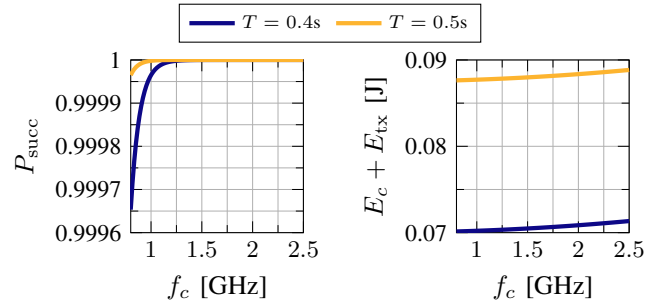 T = 0.4s T = 0.5s
1
0.9999
0.9998
0.9997
0.9996
P_succ
1 1.5 2 2.5
f_c [GHz]
0.09
0.08
0.07
E_c + E_tx [J]
1 1.5 2 2.5
f_c [GHz]